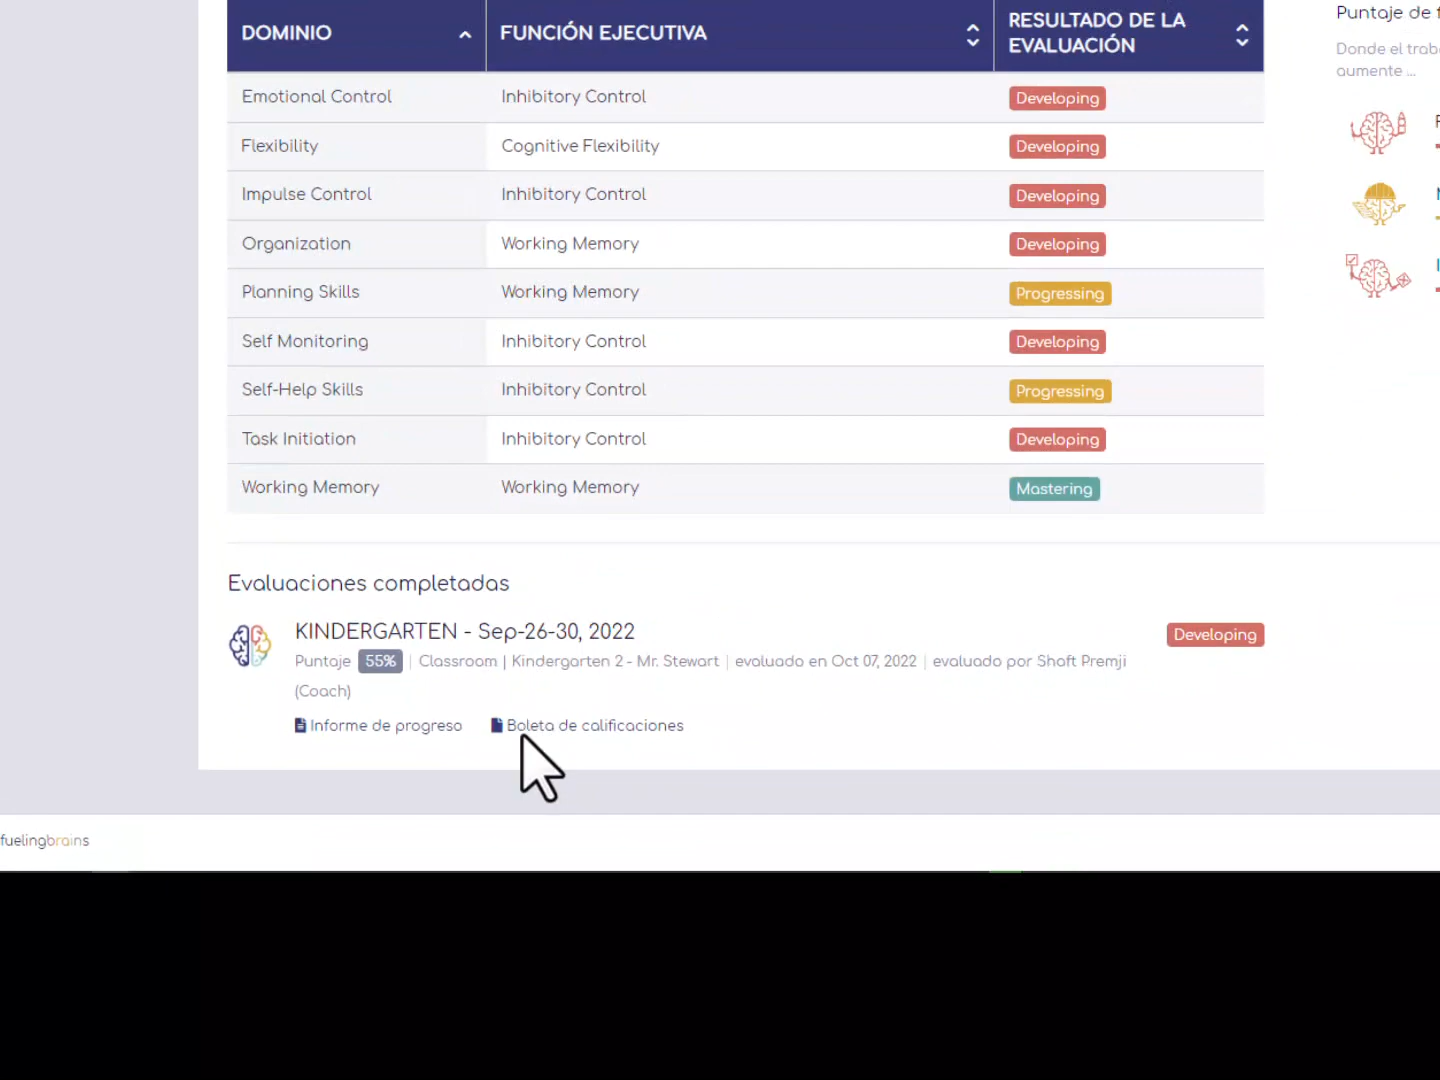 DOMINIO
FUNCIÓN EJECUTIVA
RESULTADO DE LA
EVALUACIÓN
Emotional Control Inhibitory Control Developing
Flexibility Cognitive Flexibility Developing
Impulse Control Inhibitory Control Developing
Organization Working Memory Developing
Planning Skills Working Memory Progressing
Self Monitoring Inhibitory Control Developing
Self-Help Skills Inhibitory Control Progressing
Task Initiation Inhibitory Control Developing
Working Memory Working Memory Mastering
Puntaje de
Donde el
aumente ...
Evaluaciones completadas
KINDERGARTEN - Sep-26-30, 2022 Developing
Puntaje 55% | Classroom | Kindergarten 2 - Mr. Stewart | evaluado en Oct 07, 2022 | evaluado por Shaft Premji
(Coach)
Informe de progreso Boleta de calificaciones
fuelingbrains